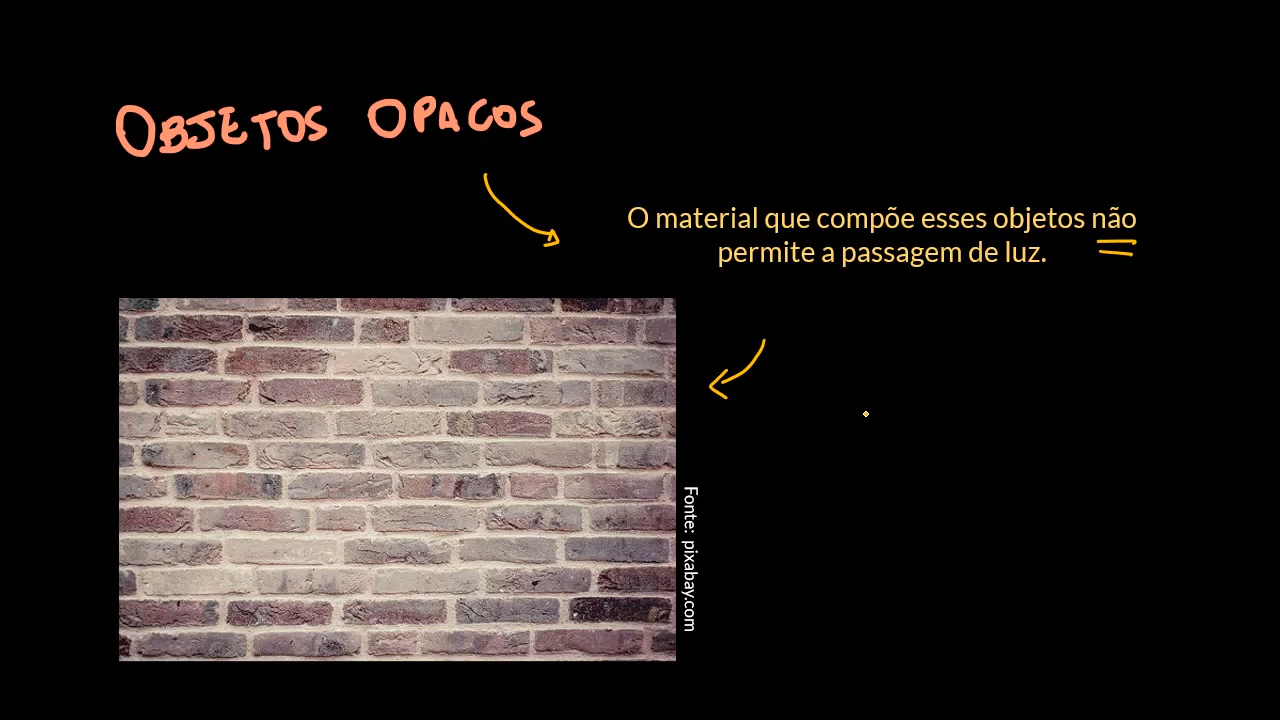 OBJETOS OPACOS
O material que compõe esses objetos não
permite a passagem de luz.
Fonte: pixabay.com